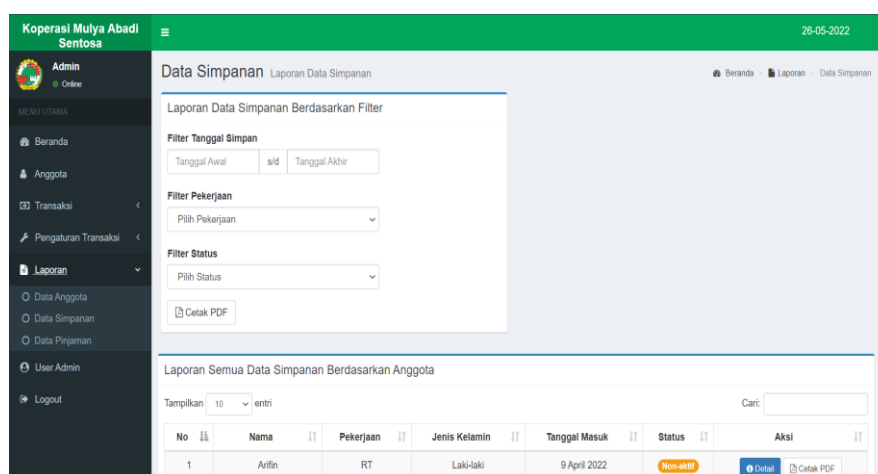 Koperasi Mulya Abadi
Sentosa
26-05-2022
Admin
Online
Data Simpanan Laporan Data Simpanan
Beranda > Laporan > Data Simpanan
MENU UTAMA
Beranda
Anggota
Transaksi
Pengaturan Transaksi
Laporan
Data Anggota
Data Simpanan
Data Pinjaman
User Admin
Logout
Laporan Data Simpanan Berdasarkan Filter
Filter Tanggal Simpan
Tanggal Awal s/d Tanggal Akhir
Filter Pekerjaan
Pilih Pekerjaan
Filter Status
Pilih Status
Cetak PDF
Laporan Semua Data Simpanan Berdasarkan Anggota
Tampilkan 10 entri Cari:
No Nama Pekerjaan Jenis Kelamin Tanggal Masuk Status Aksi
1 Arifin RT Laki-laki 9 April 2022 Non-aktif Detail Cetak PDF